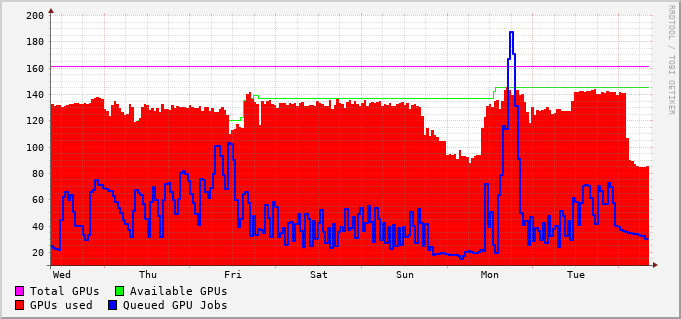 200
180
160
140
120
100
80
60
40
20
Wed Thu Fri Sat Sun Mon Tue
RRDTOOL / TOBI OETIKER
Total GPUs Available GPUs
GPUs used Queued GPU Jobs